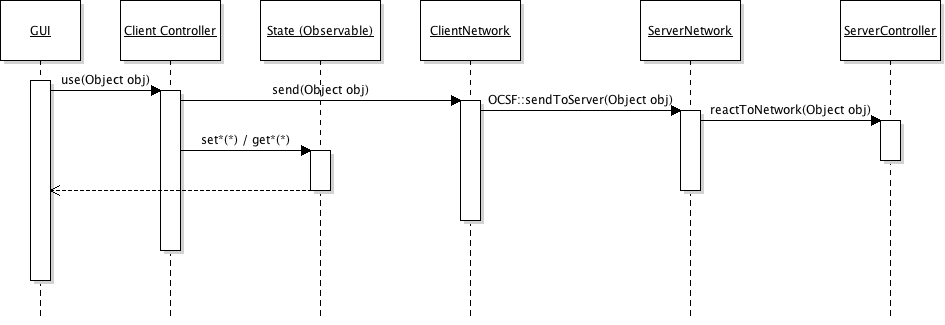 GUI
Client Controller
State (Observable)
ClientNetwork
ServerNetwork
ServerController
use(Object obj)
send(Object obj)
OCSF::sendToServer(Object obj)
reactToNetwork(Object obj)
set*(*) / get*(*)